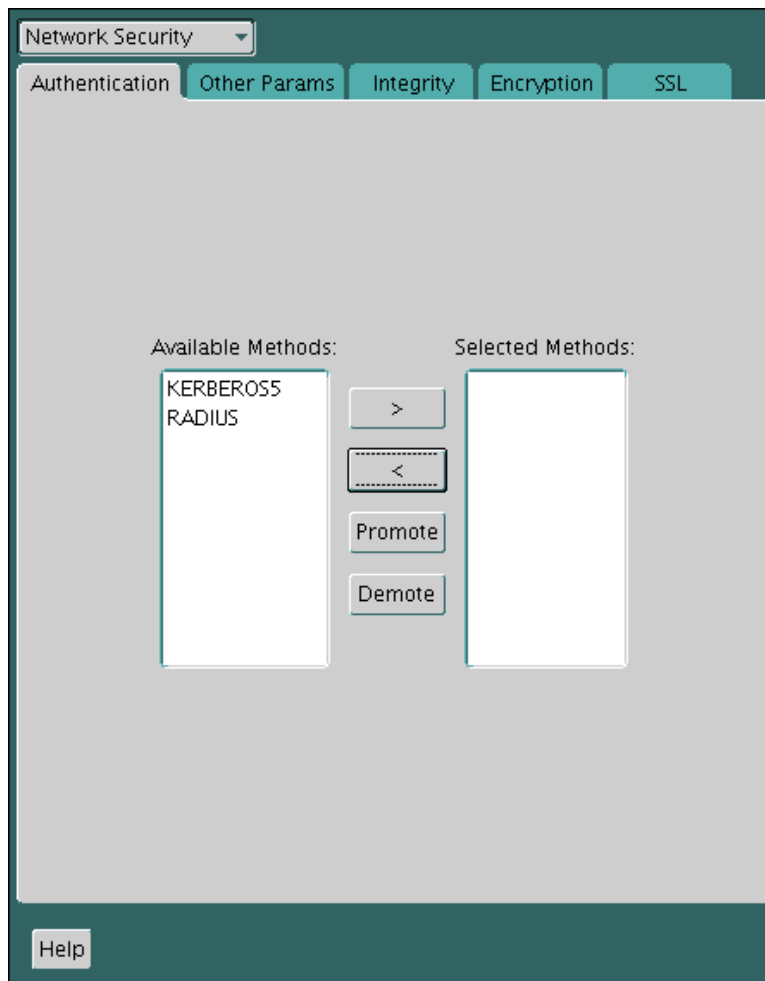 Network Security
Authentication Other Params Integrity Encryption SSL
Available Methods: Selected Methods:
KERBEROS5
RADIUS
>
<
Promote
Demote
Help